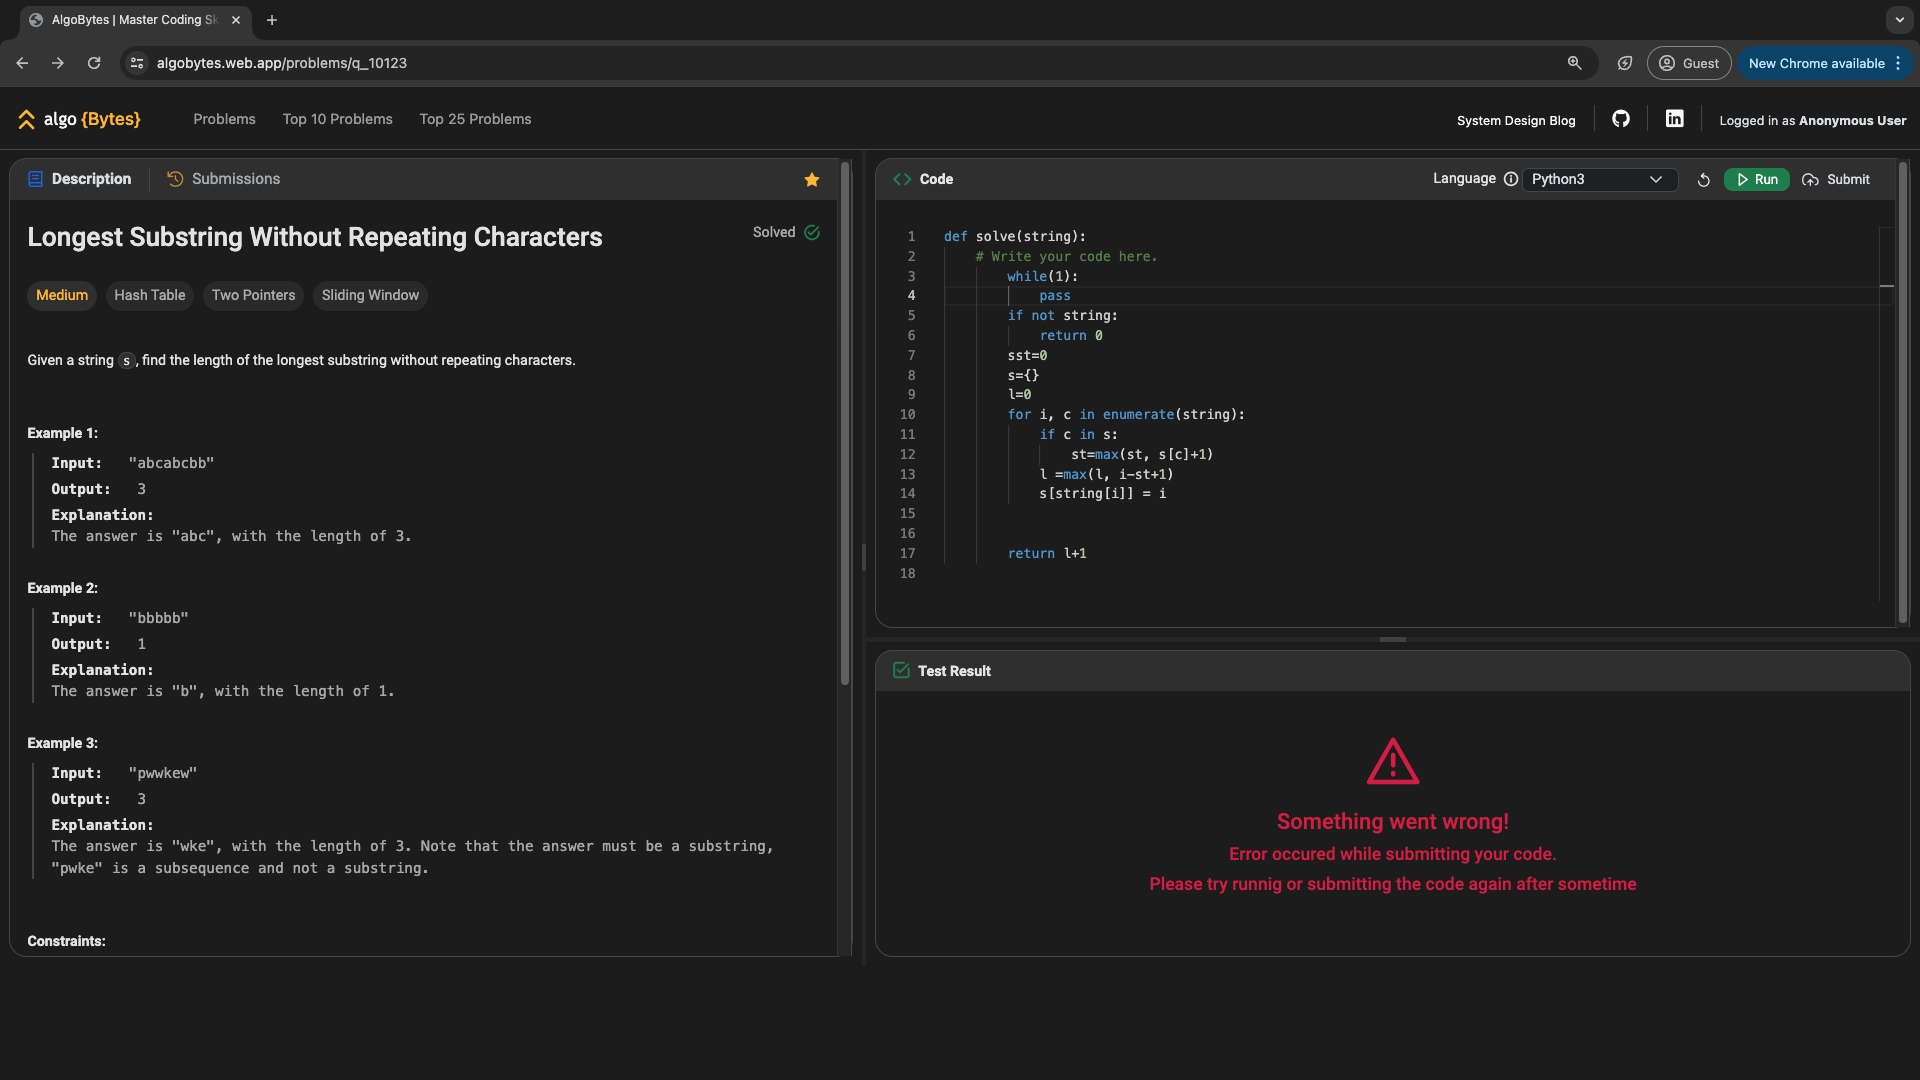 AlgoBytes | Master Coding Sk
algobytes.web.app/problems/q_10123
Guest
New Chrome available
algo {Bytes}
Problems
Top 10 Problems
Top 25 Problems
System Design Blog
Logged in as Anonymous User
Description
Submissions
Longest Substring Without Repeating Characters
Solved
Medium
Hash Table
Two Pointers
Sliding Window
Given a string s, find the length of the longest substring without repeating characters.
Example 1:
Input: "abcabcbb"
Output: 3
Explanation:
The answer is "abc", with the length of 3.
Example 2:
Input: "bbbbb"
Output: 1
Explanation:
The answer is "b", with the length of 1.
Example 3:
Input: "pwwkew"
Output: 3
Explanation:
The answer is "wke", with the length of 3. Note that the answer must be a substring,
"pwke" is a subsequence and not a substring.
Constraints:
Code
Language
Python3
Run
Submit
1 def solve(string):
2 # Write your code here.
3 while(1):
4 pass
5 if not string:
6 return 0
7 sst=0
8 s={}
9 l=0
10 for i, c in enumerate(string):
11 if c in s:
12 st=max(st, s[c]+1)
13 l =max(l, i-st+1)
14 s[string[i]] = i
15
16
17 return l+1
18
Test Result
Something went wrong!
Error occured while submitting your code.
Please try runnig or submitting the code again after sometime